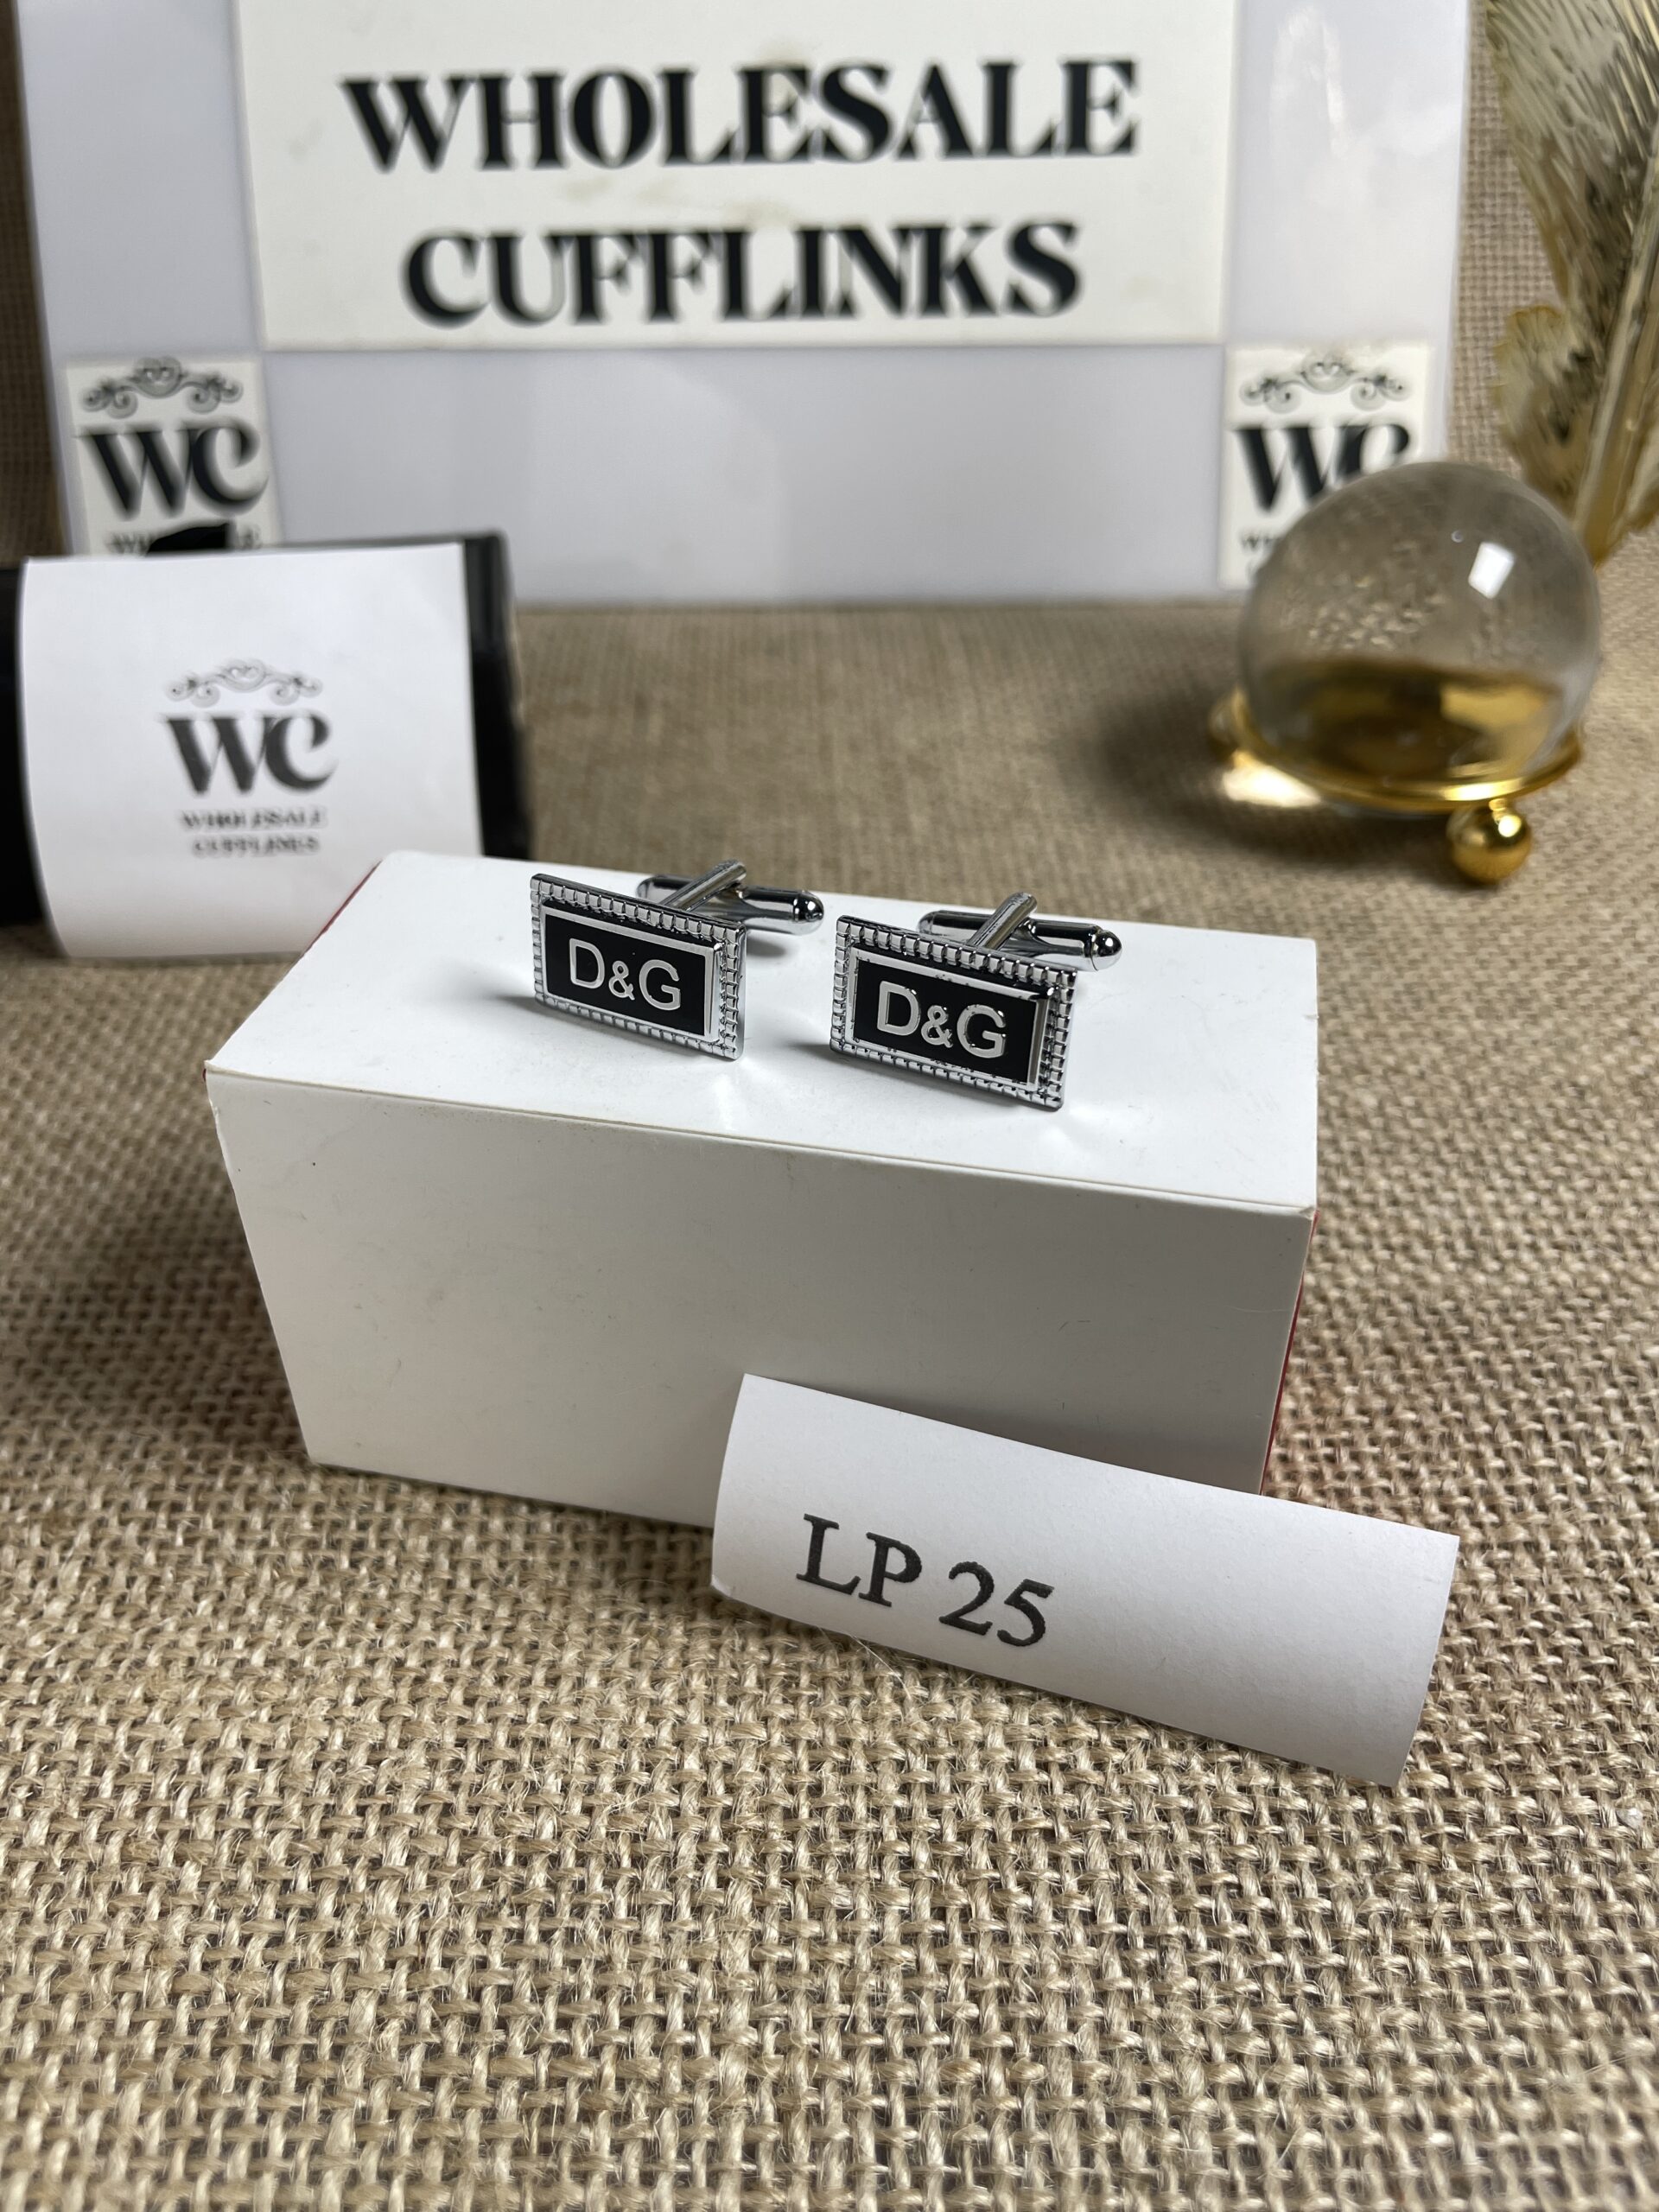 WHOLESALE
CUFFLINKS
WC
WC
WC
WHOLESALE
CUFFLINKS
D&G
D&G
LP 25